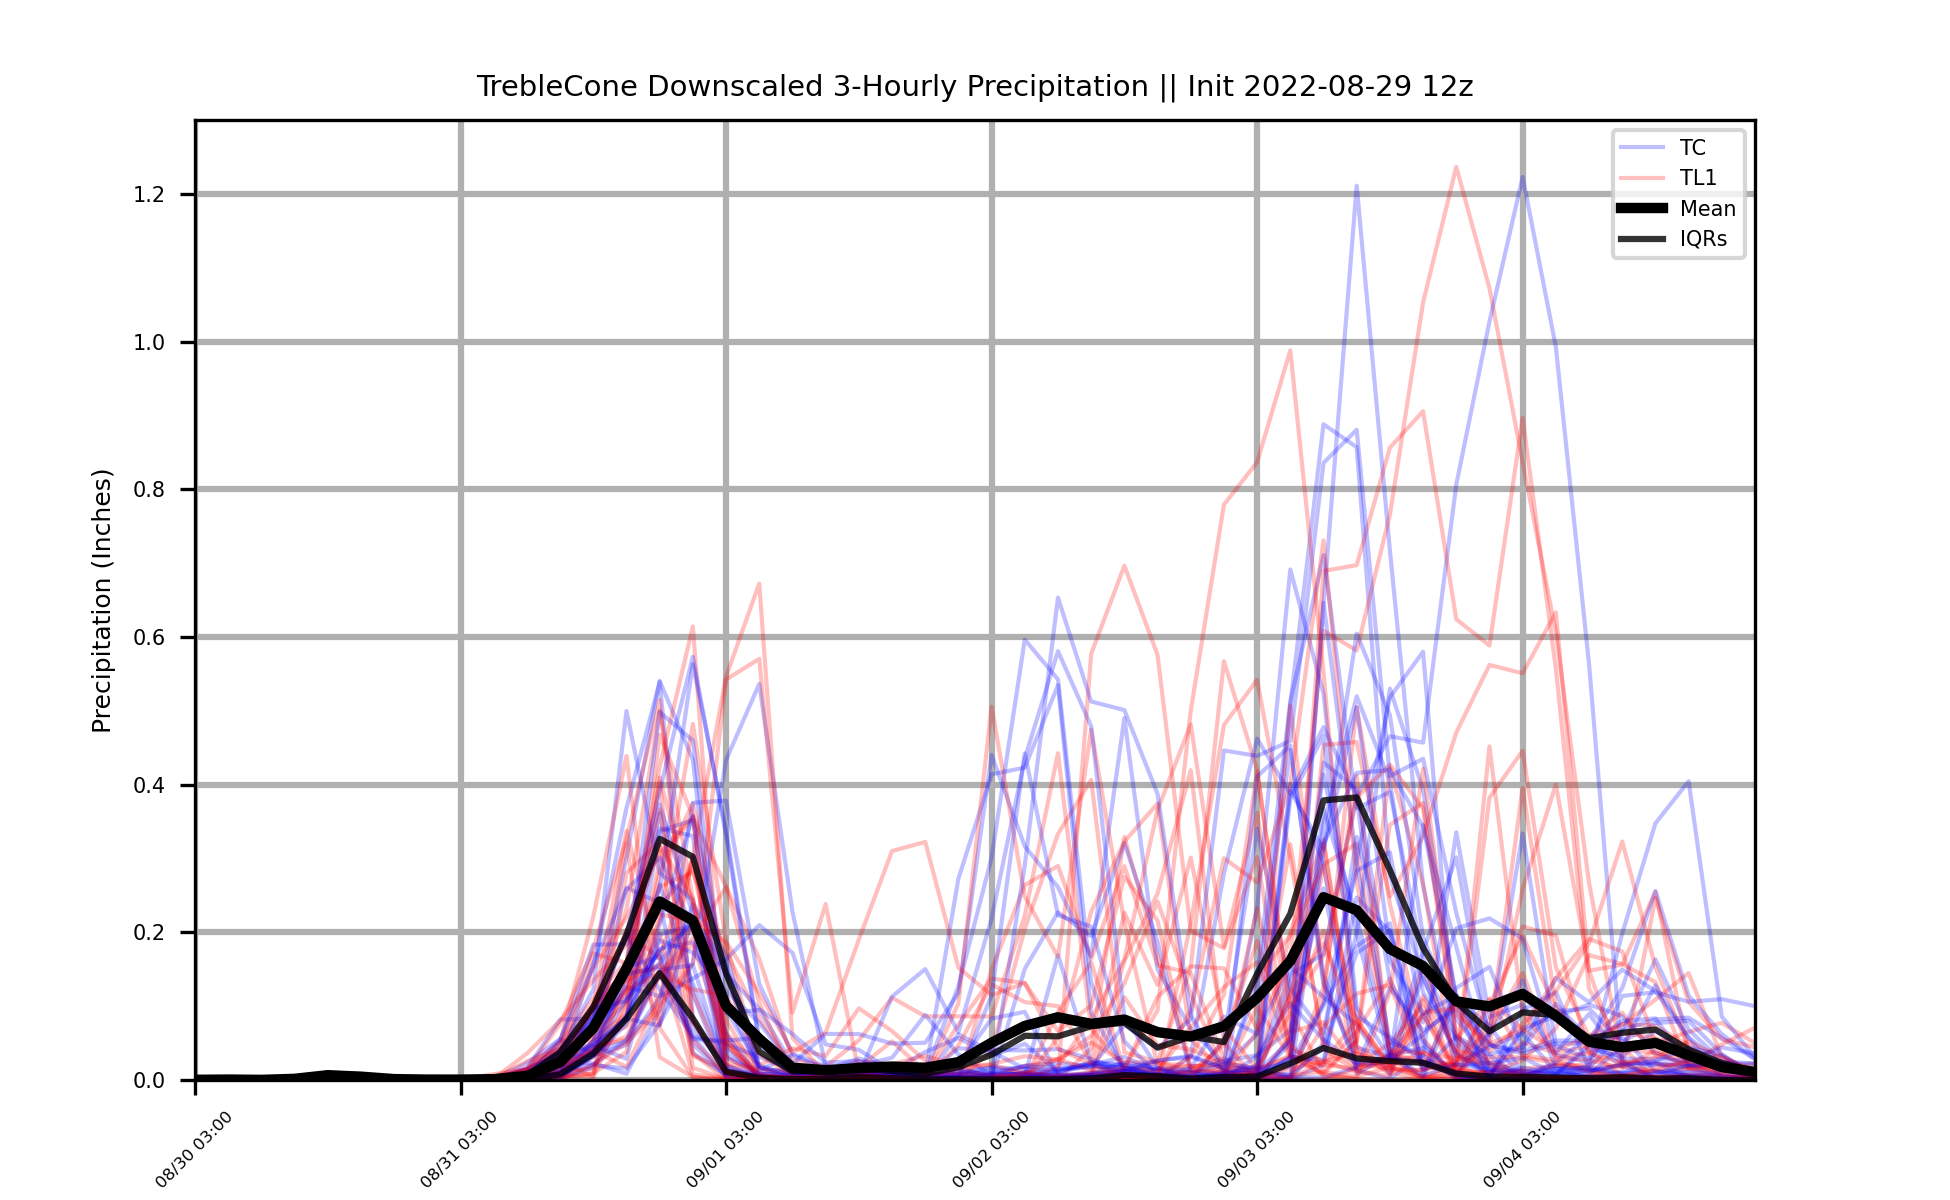 TrebleCone Downscaled 3-Hourly Precipitation || Init 2022-08-29 12z
TC
TL1
Mean
IQRs
Precipitation (Inches)
1.2
1.0
0.8
0.6
0.4
0.2
0.0
08/30 03:00
08/31 03:00
09/01 03:00
09/02 03:00
09/03 03:00
09/04 03:00